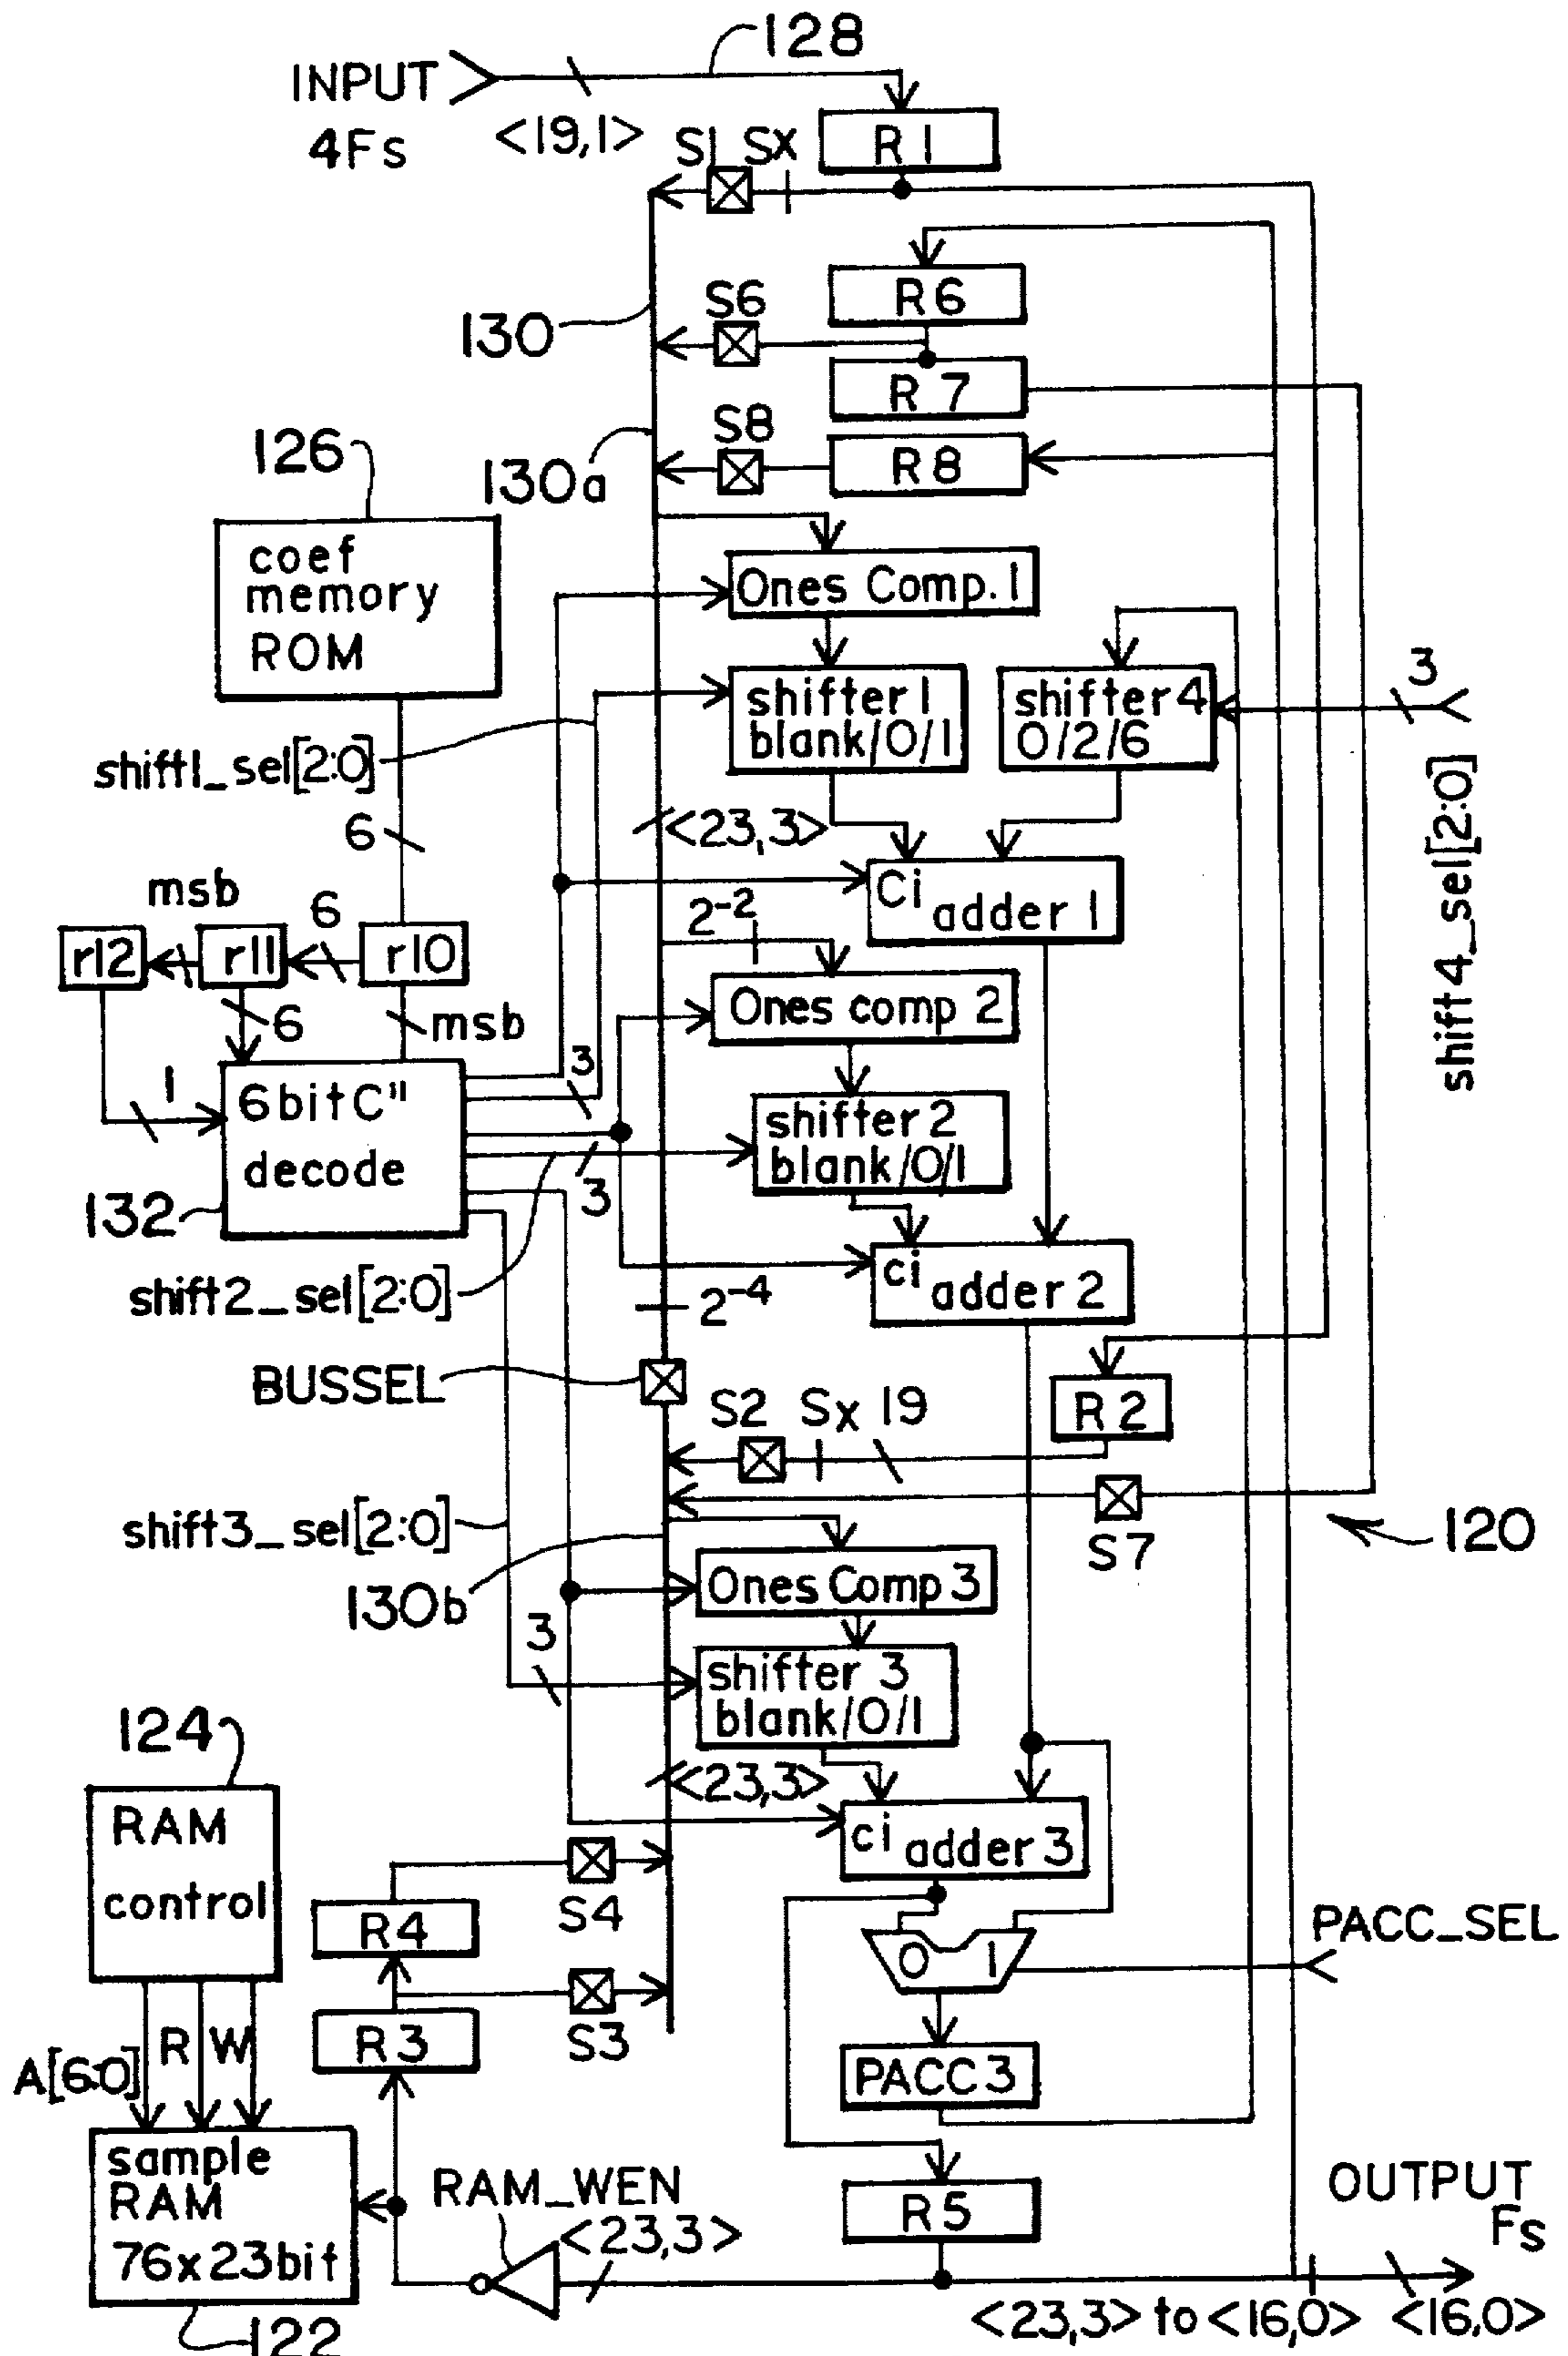 128
INPUT
4Fs
<19,1>
R1
S1 Sx
R6
S6
130
R7
S8
R8
130a
126
coef
memory
ROM
Ones Comp. 1
shifter 1
blank/0/1
shifter 4
0/2/6
3
shift4_sel[2:0]
shift1_sel[2:0]
6
<23,3>
Ci
adder 1
msb
r12
r11
6
r10
2-2
6
msb
Ones comp 2
1
6bitC"
decode
3
3
132
shifter 2
blank/0/1
ci
adder 2
shift2_sel[2:0]
2-4
BUSSEL
R2
S2 Sx 19
S7
120
shift3_sel[2:0]
130b
Ones Comp 3
3
shifter 3
blank/0/1
124
<23,3>
RAM
control
ci
adder 3
R4
S4
0 1
PACC_SEL
R3
S3
A[6:0]
R
W
PACC3
sample
RAM
76x23bit
RAM_WEN
<23,3>
R5
OUTPUT
Fs
<23,3> to <16,0>
<16,0>
122